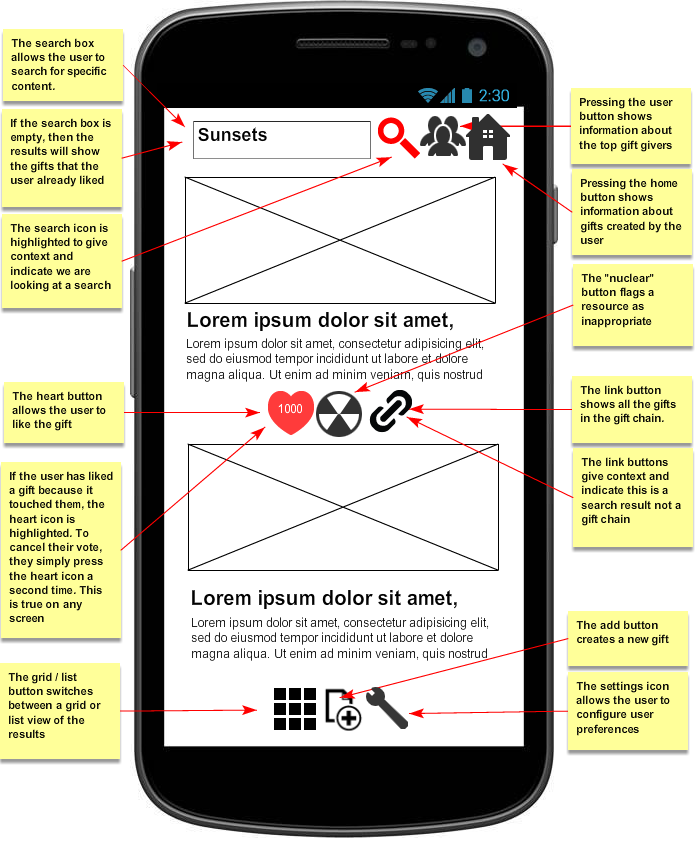 The search box
allows the user to
search for specific
content.
If the search box is
empty, then the
results will show
the gifts that the
user already liked
The search icon is
highlighted to give
context and
indicate we are
looking at a search
The heart button
allows the user to
like the gift
If the user has liked
a gift because it
touched them, the
heart icon is
highlighted. To
cancel their vote,
they simply press
the heart icon a
second time. This
is true on any
screen
The grid / list
button switches
between a grid or
list view of the
results
2:30
Sunsets
Lorem ipsum dolor sit amet,
Lorem ipsum dolor sit amet, consectetur adipisicing elit,
sed do eiusmod tempor incididunt ut labore et dolore
magna aliqua. Ut enim ad minim veniam, quis nostrud
1000
Lorem ipsum dolor sit amet,
Lorem ipsum dolor sit amet, consectetur adipisicing elit,
sed do eiusmod tempor incididunt ut labore et dolore
magna aliqua. Ut enim ad minim veniam, quis nostrud
Pressing the user
button shows
information about
the top gift givers
Pressing the home
button shows
information about
gifts created by the
user
The "nuclear"
button flags a
resource as
inappropriate
The link button
shows all the gifts
in the gift chain.
The link buttons
give context and
indicate this is a
search result not a
gift chain
The add button
creates a new gift
The settings icon
allows the user to
configure user
preferences